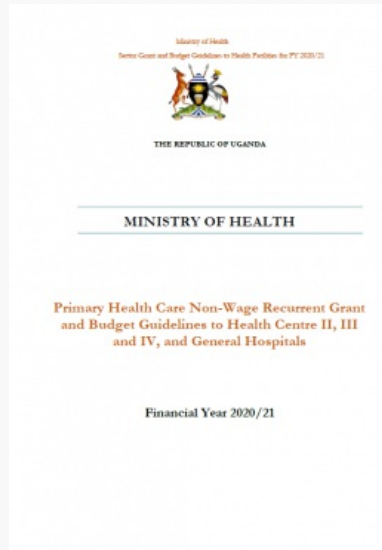 Ministry of Health
Sector Grant and Budget Guidelines to Health Facilities for FY 2020/21
THE REPUBLIC OF UGANDA
MINISTRY OF HEALTH
Primary Health Care Non-Wage Recurrent Grant
and Budget Guidelines to Health Centre II, III
and IV, and General Hospitals
Financial Year 2020/21